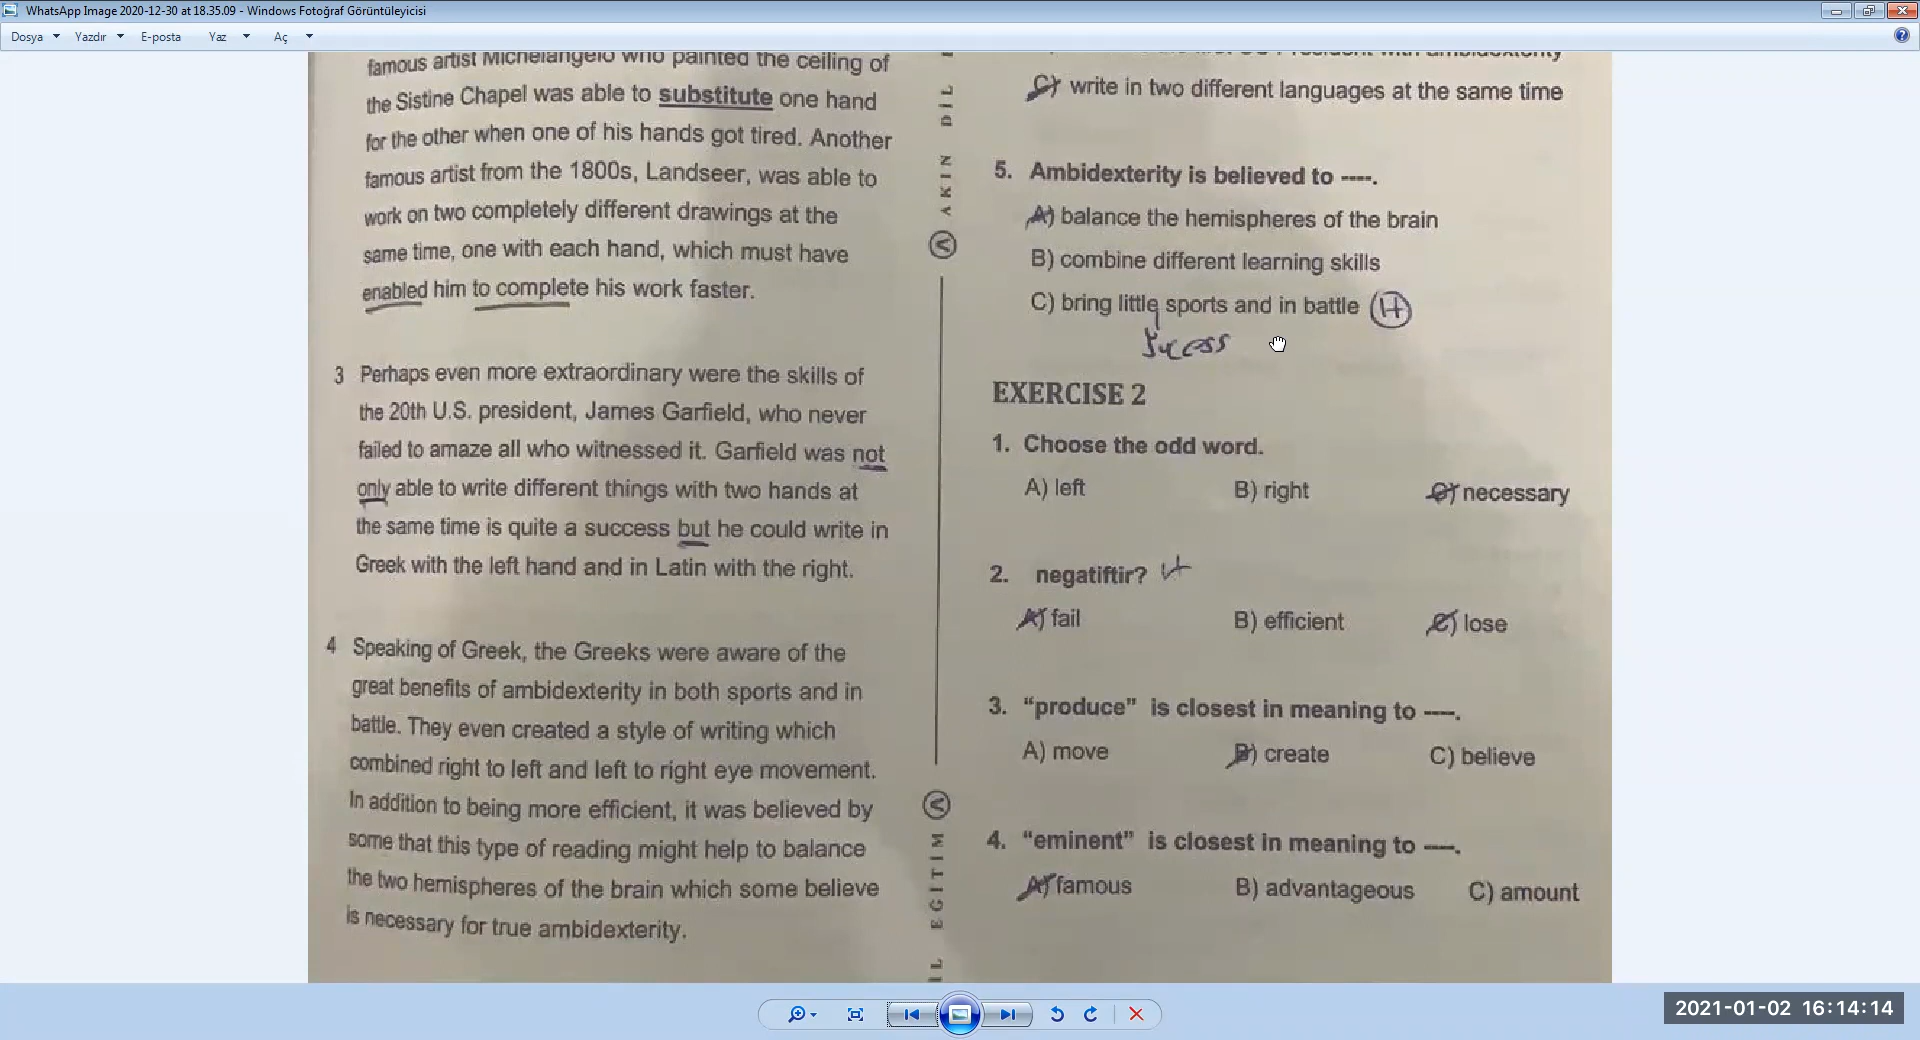 WhatsApp Image 2020-12-30 at 18.35.09 - Windows Fotoğraf Görüntüleyicisi
Dosya Yazdır E-posta Yaz Aç
famous artist Michelangelo who painted the ceiling of
the Sistine Chapel was able to substitute one hand
for the other when one of his hands got tired. Another
famous artist from the 1800s, Landseer, was able to
work on two completely different drawings at the
same time, one with each hand, which must have
enabled him to complete his work faster.
3 Perhaps even more extraordinary were the skills of
the 20th U.S. president, James Garfield, who never
failed to amaze all who witnessed it. Garfield was not
only able to write different things with two hands at
the same time is quite a success but he could write in
Greek with the left hand and in Latin with the right.
4 Speaking of Greek, the Greeks were aware of the
great benefits of ambidexterity in both sports and in
battle. They even created a style of writing which
combined right to left and left to right eye movement.
In addition to being more efficient, it was believed by
some that this type of reading might help to balance
the two hemispheres of the brain which some believe
is necessary for true ambidexterity.
AKIN DİL
EĞİTİM
C) write in two different languages at the same time
5. Ambidexterity is believed to ----.
A) balance the hemispheres of the brain
B) combine different learning skills
C) bring little sports and in battle
EXERCISE 2
1. Choose the odd word.
A) left B) right C) necessary
2. negatiftir?
A) fail B) efficient C) lose
3. “produce” is closest in meaning to ----.
A) move B) create C) believe
4. “eminent” is closest in meaning to ----.
A) famous B) advantageous C) amount
2021-01-02 16:14:14